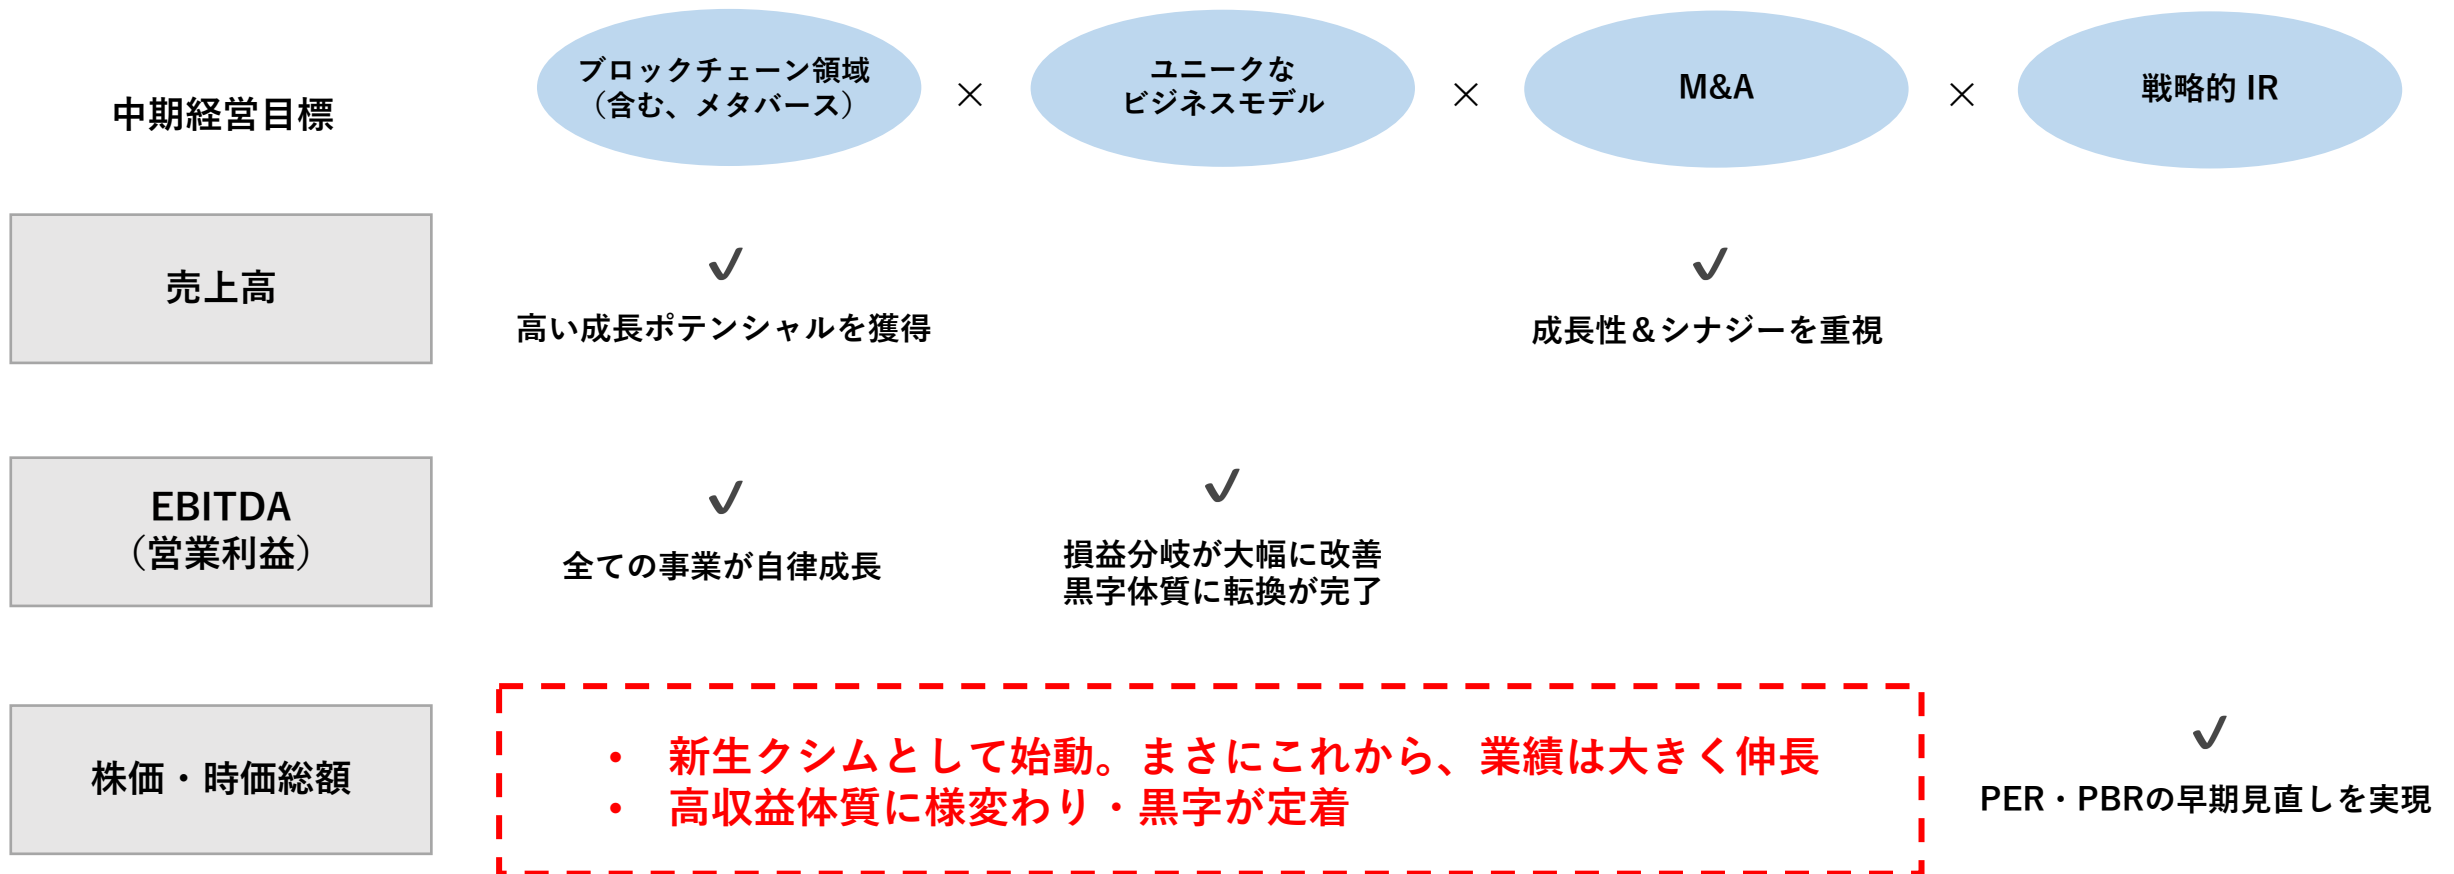 中期経営目標
ブロックチェーン領域
（含む、メタバース）
×
ユニークな
ビジネスモデル
×
M&A
×
戦略的 IR
売上高
✔
高い成長ポテンシャルを獲得
✔
成長性＆シナジーを重視
EBITDA
（営業利益）
✔
全ての事業が自律成長
✔
損益分岐が大幅に改善
黒字体質に転換が完了
株価・時価総額
• 新生クシムとして始動。まさにこれから、業績は大きく伸長
• 高収益体質に様変わり・黒字が定着
✔
PER・PBRの早期見直しを実現